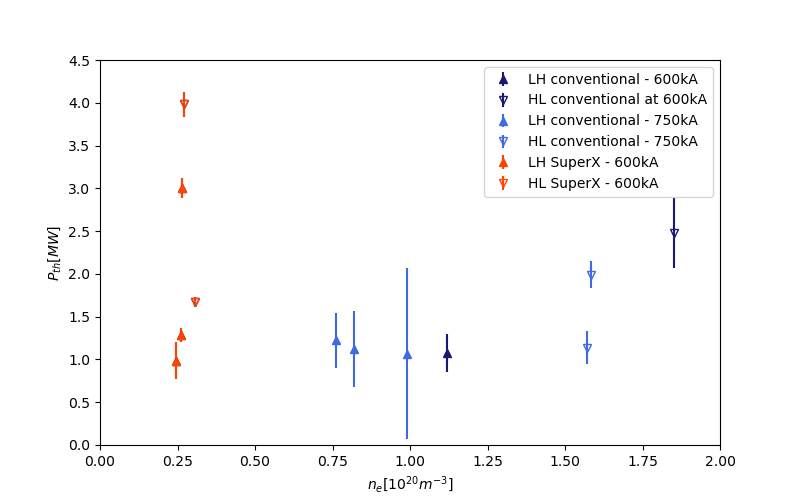 4.5
4.0
3.5
3.0
2.5
2.0
1.5
1.0
0.5
0.0
P_{th}[MW]
LH conventional - 600kA
HL conventional at 600kA
LH conventional - 750kA
HL conventional - 750kA
LH SuperX - 600kA
HL SuperX - 600kA
0.00 0.25 0.50 0.75 1.00 1.25 1.50 1.75 2.00
n_e[10^{20}m^{-3}]